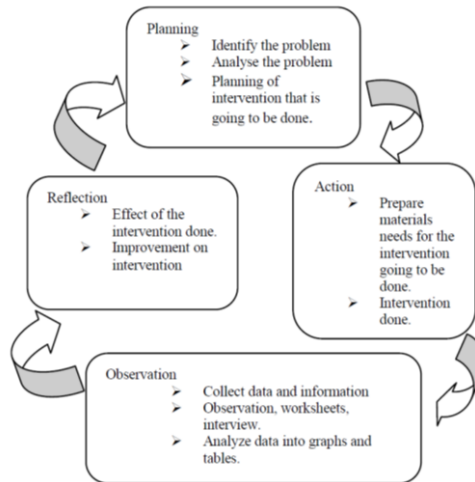 Planning
➢ Identify the problem
➢ Analyse the problem
➢ Planning of
intervention that is
going to be done.
Action
➢ Prepare
materials
needs for the
intervention
going to be
done.
➢ Intervention
done.
Observation
➢ Collect data and information
➢ Observation, worksheets,
interview.
➢ Analyze data into graphs and
tables.
Reflection
➢ Effect of the
intervention done.
➢ Improvement on
intervention